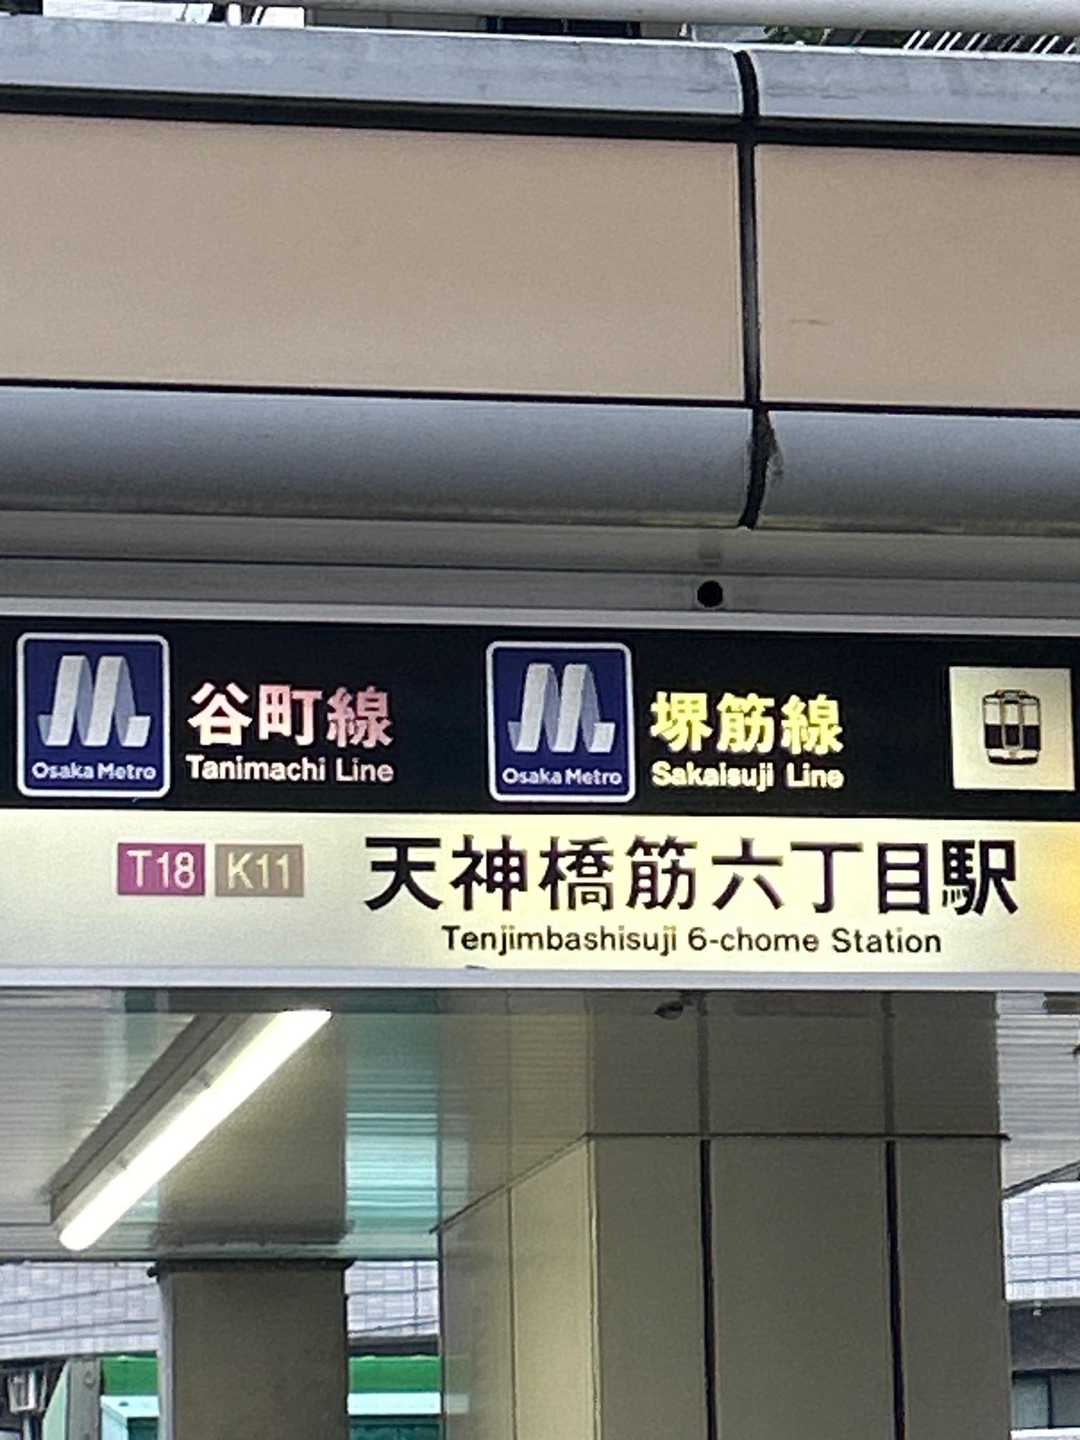 谷町線
Osaka Metro Tanimachi Line
堺筋線
Osaka Metro Sakaisuji Line
T18 K11 天神橋筋六丁目駅
Tenjimbashisuji 6-chome Station